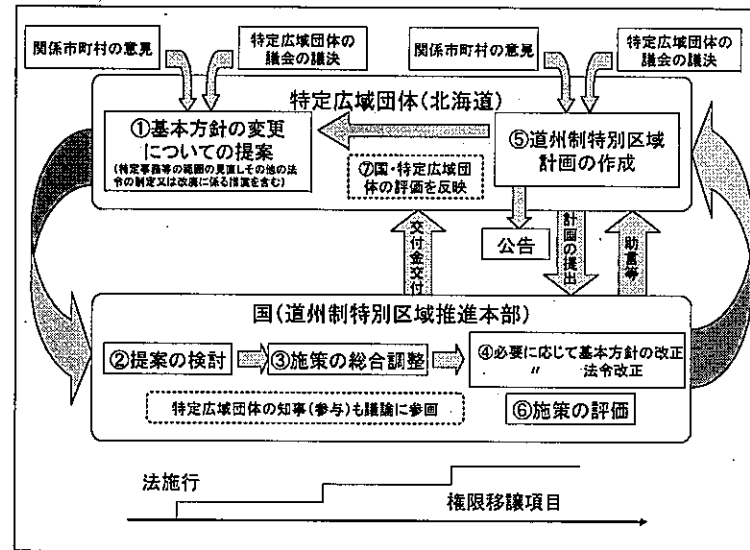 関係市町村の意見
特定広域団体の
議会の議決
関係市町村の意見
特定広域団体の
議会の議決
特定広域団体(北海道)
①基本方針の変更
についての提案
(特定事務等の範囲の見直しその他の法
令の制定又は改廃に係る措置を含む)
⑤道州制特別区域
計画の作成
⑦国・特定広域団
体の評価を反映
公告
交付金交付
計画の提出
助言等
国(道州制特別区域推進本部)
②提案の検討
③施策の総合調整
④必要に応じて基本方針の改正
〃 法令改正
特定広域団体の知事(参与)も議論に参画
⑥施策の評価
法施行
権限移譲項目